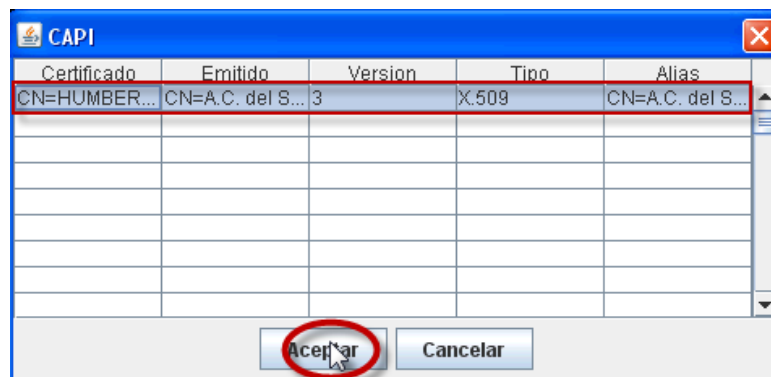 CAPI
Certificado Emitido Version Tipo Alias
CN=HUMBER... CN=A.C. del S... 3 X.509 CN=A.C. del S...
Aceptar Cancelar